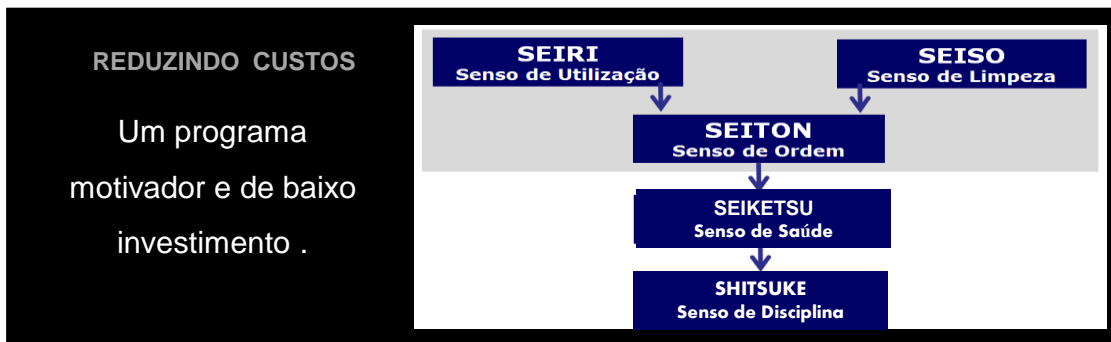 REDUZINDO CUSTOS
Um programa
motivador e de baixo
investimento .
SEIRI
Senso de Utilização
SEISO
Senso de Limpeza
SEITON
Senso de Ordem
SEIKETSU
Senso de Saúde
SHITSUKE
Senso de Disciplina